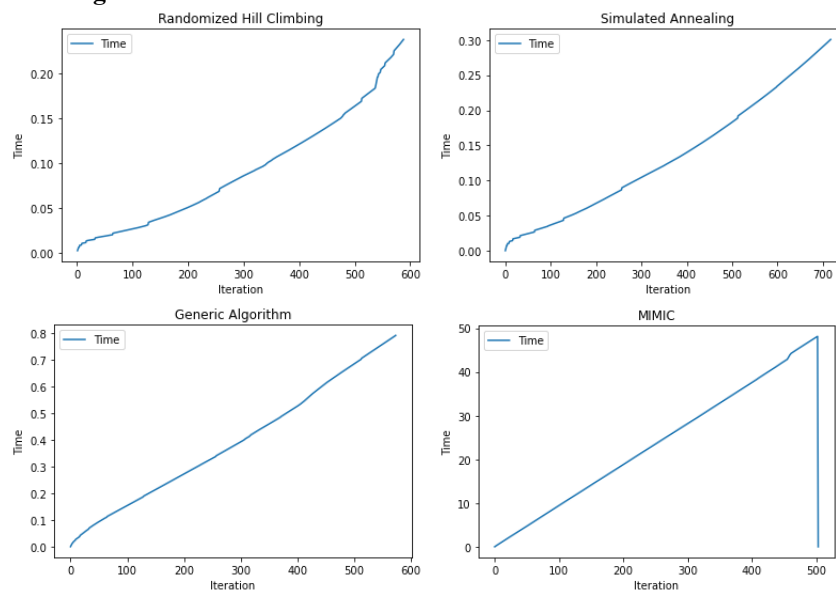 Randomized Hill Climbing
Time
0.20
0.15
0.10
0.05
0.00
Time
0 100 200 300 400 500 600
Iteration
Simulated Annealing
Time
0.30
0.25
0.20
0.15
0.10
0.05
0.00
Time
0 100 200 300 400 500 600 700
Iteration
Generic Algorithm
Time
0.8
0.7
0.6
0.5
0.4
0.3
0.2
0.1
0.0
Time
0 100 200 300 400 500 600
Iteration
MIMIC
Time
50
40
30
20
10
0
Time
0 100 200 300 400 500
Iteration